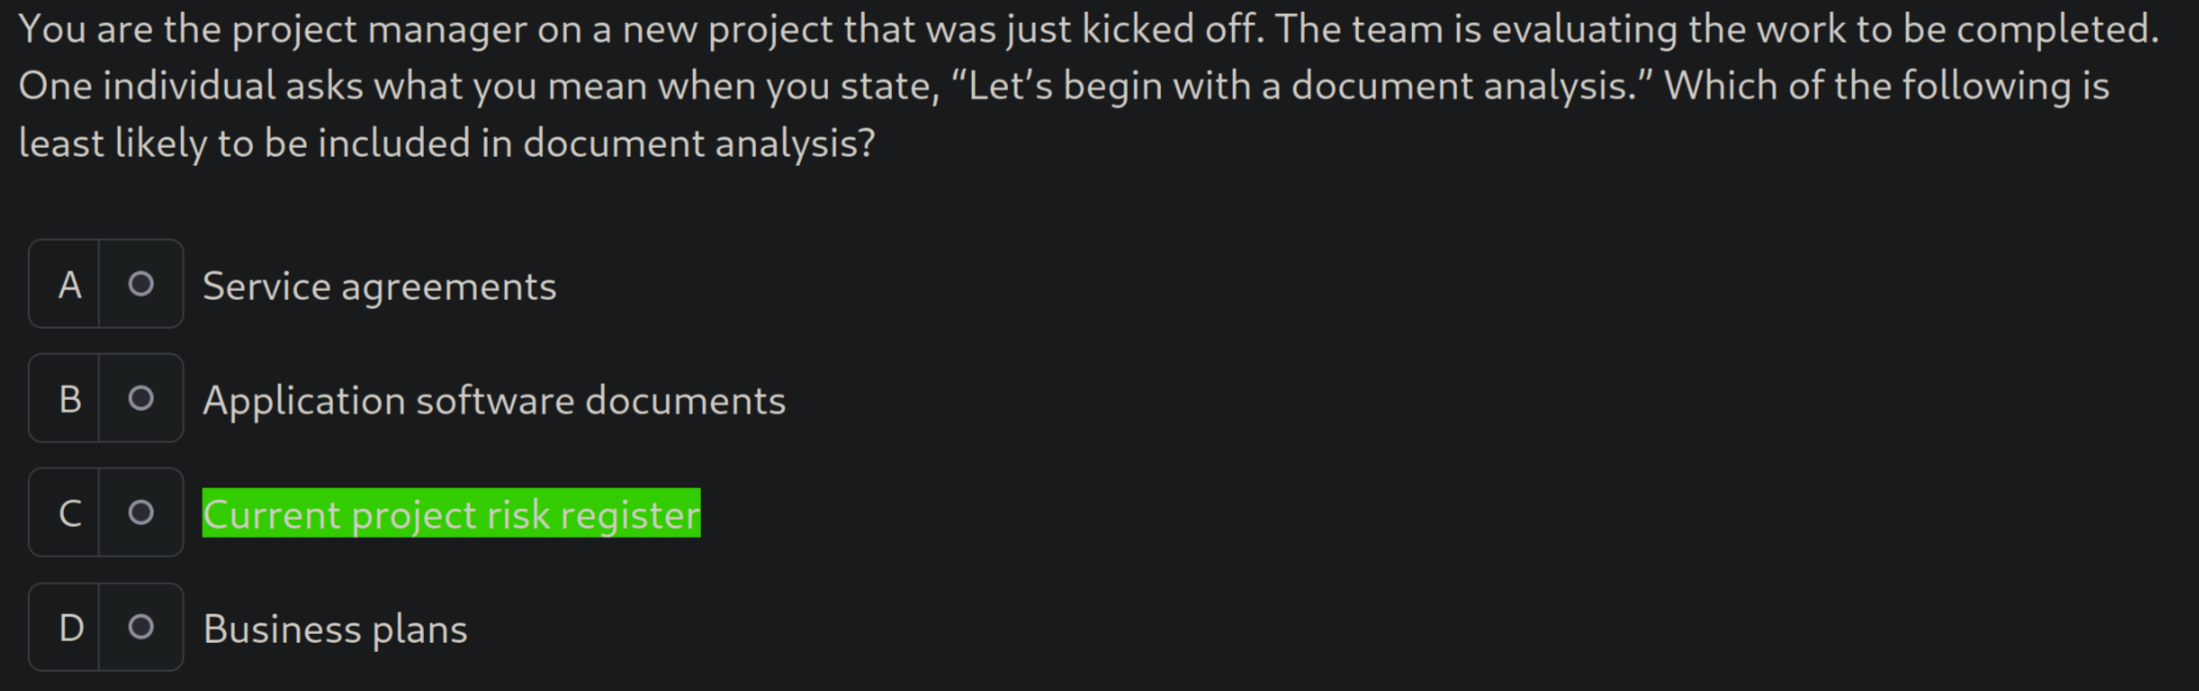 You are the project manager on a new project that was just kicked off. The team is evaluating the work to be completed.
One individual asks what you mean when you state, “Let’s begin with a document analysis.” Which of the following is
least likely to be included in document analysis?
A Service agreements
B Application software documents
C Current project risk register
D Business plans